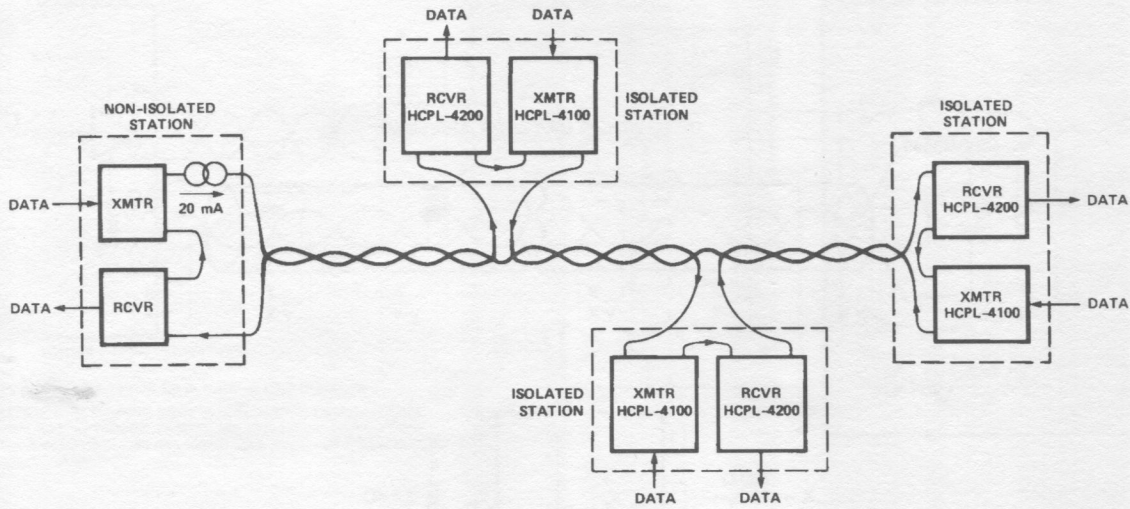 DATA
DATA
RCVR
HCPL-4200
XMTR
HCPL-4100
ISOLATED
STATION
NON-ISOLATED
STATION
DATA
XMTR
20 mA
DATA
RCVR
ISOLATED
STATION
RCVR
HCPL-4200
DATA
XMTR
HCPL-4100
DATA
ISOLATED
STATION
XMTR
HCPL-4100
RCVR
HCPL-4200
DATA
DATA